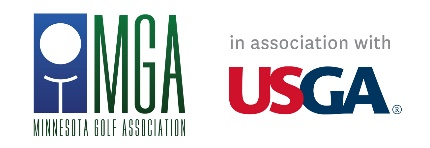 MGA
MINNESOTA GOLF ASSOCIATION
in association with
USGA®